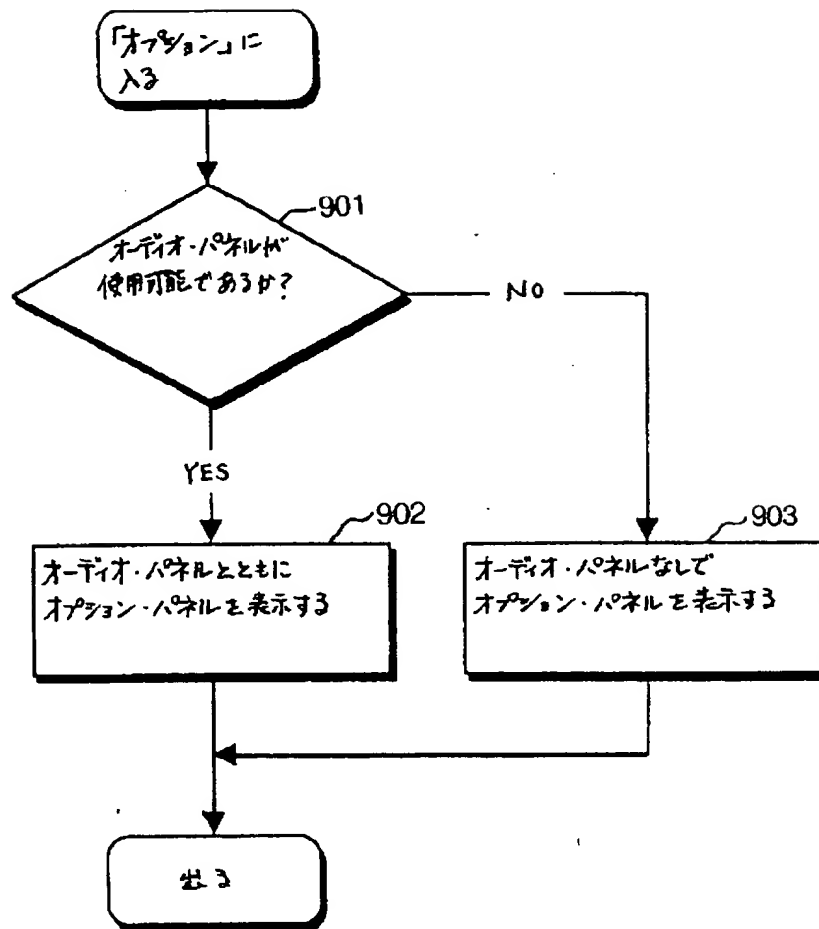 「オプション」に
入る
901
オーディオ・パネルが
使用可能であるか?
NO
YES
902
オーディオ・パネルとともに
オプション・パネルを表示する
903
オーディオ・パネルなしで
オプション・パネルを表示する
出る